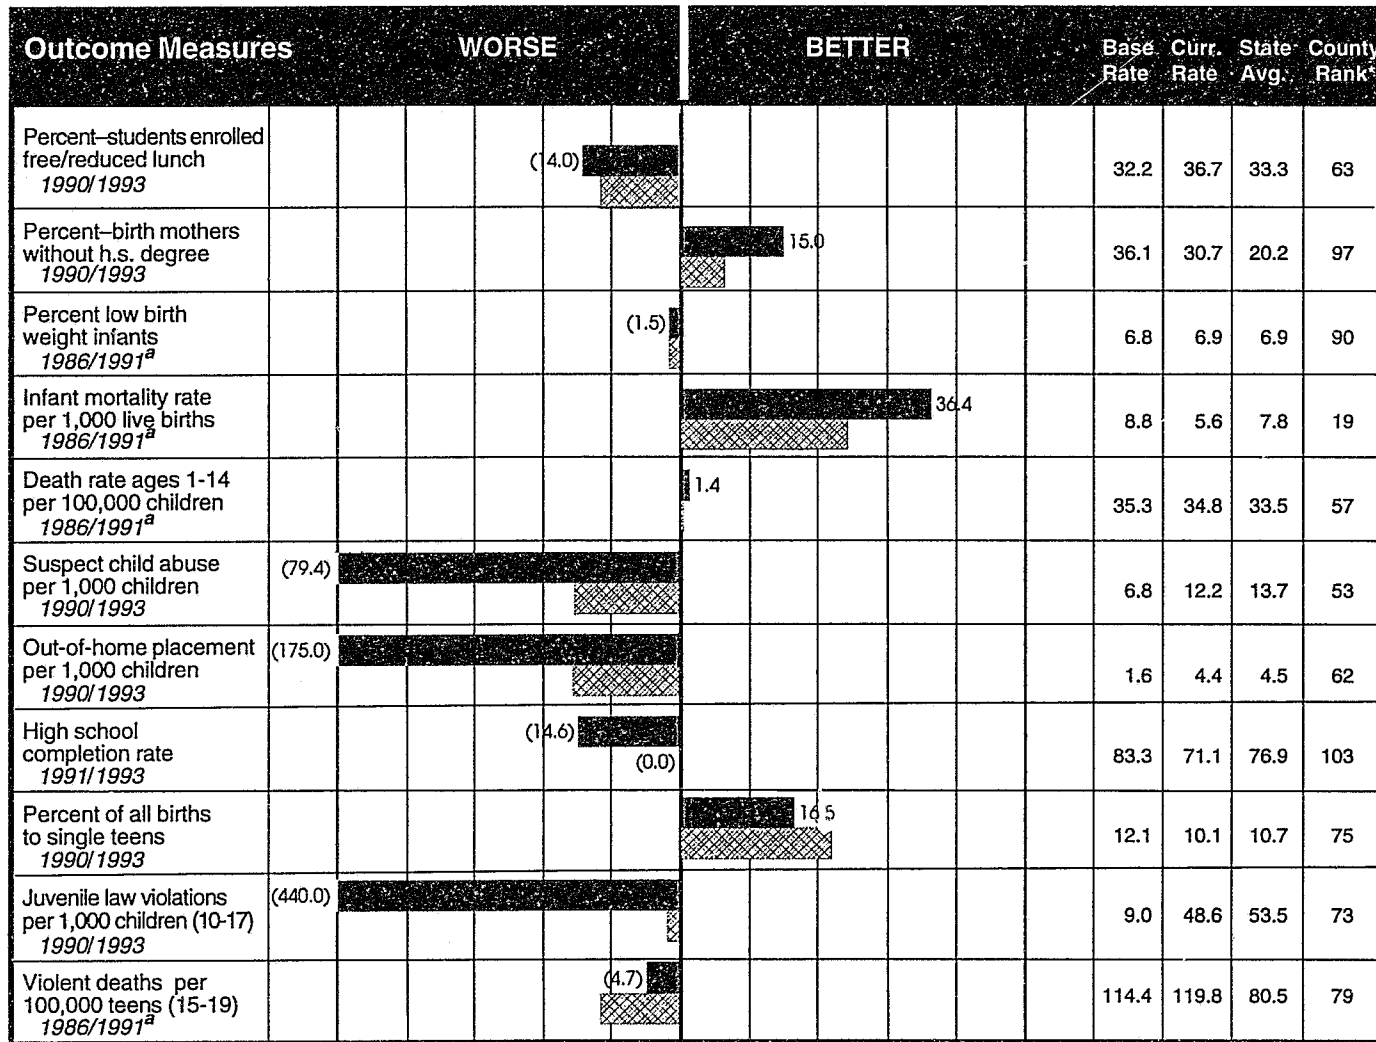 Outcome Measures WORSE BETTER Base Curr. State County
Rate Rate Avg. Rank*
Percent–students enrolled
free/reduced lunch (14.0) 32.2 36.7 33.3 63
1990/1993
Percent–birth mothers 15.0
without h.s. degree 36.1 30.7 20.2 97
1990/1993
Percent low birth (1.5)
weight infants 6.8 6.9 6.9 90
1986/1991a
Infant mortality rate 36.4
per 1,000 live births 8.8 5.6 7.8 19
1986/1991a
Death rate ages 1-14 1.4
per 100,000 children 35.3 34.8 33.5 57
1986/1991a
Suspect child abuse (79.4)
per 1,000 children 6.8 12.2 13.7 53
1990/1993
Out-of-home placement (175.0)
per 1,000 children 1.6 4.4 4.5 62
1990/1993
High school (14.6)
completion rate (0.0) 83.3 71.1 76.9 103
1991/1993
Percent of all births 16.5
to single teens 12.1 10.1 10.7 75
1990/1993
Juvenile law violations (440.0)
per 1,000 children (10-17) 9.0 48.6 53.5 73
1990/1993
Violent deaths per (4.7)
100,000 teens (15-19) 114.4 119.8 80.5 79
1986/1991a